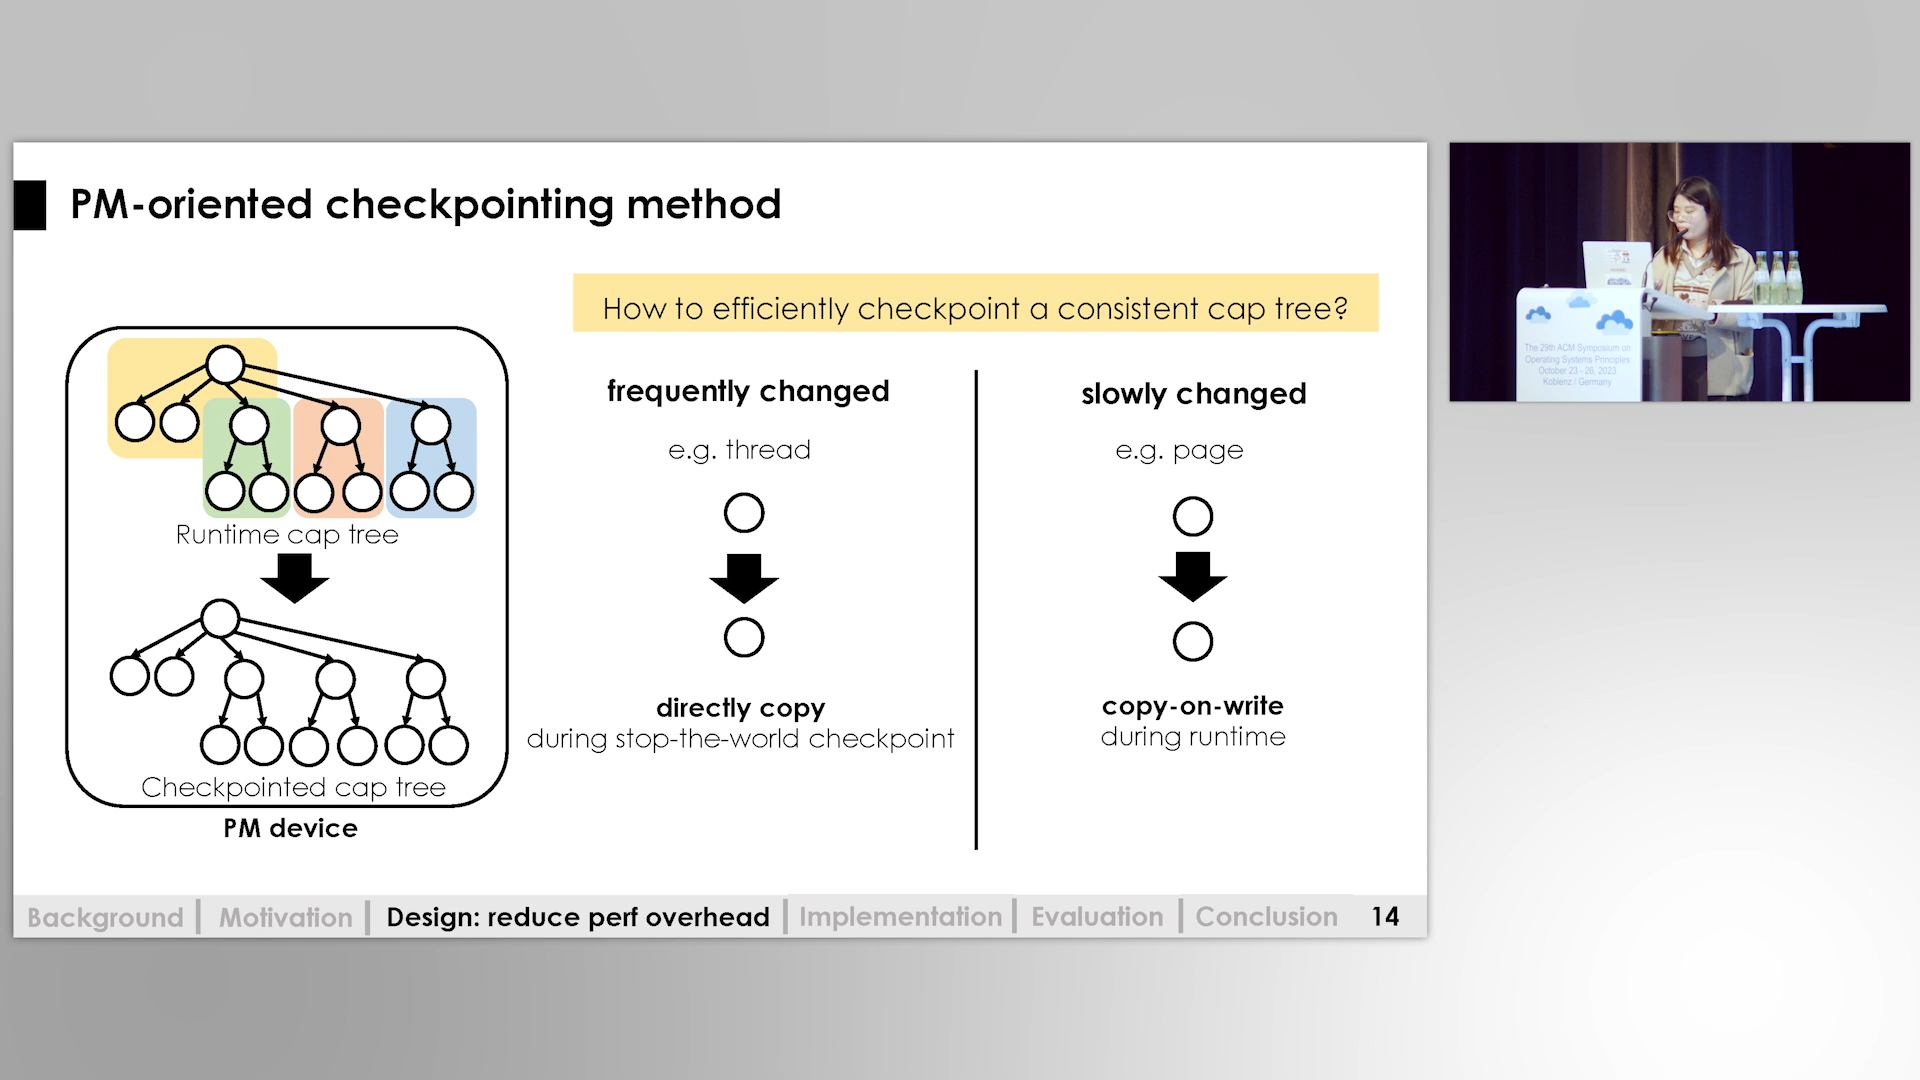 PM-oriented checkpointing method
How to efficiently checkpoint a consistent cap tree?
Runtime cap tree
Checkpointed cap tree
PM device
frequently changed
e.g. thread
directly copy
during stop-the-world checkpoint
slowly changed
e.g. page
copy-on-write
during runtime
Background | Motivation | Design: reduce perf overhead | Implementation | Evaluation | Conclusion 14
The 29th ACM Symposium on
Operating Systems Principles
October 23 - 26, 2023
Koblenz / Germany